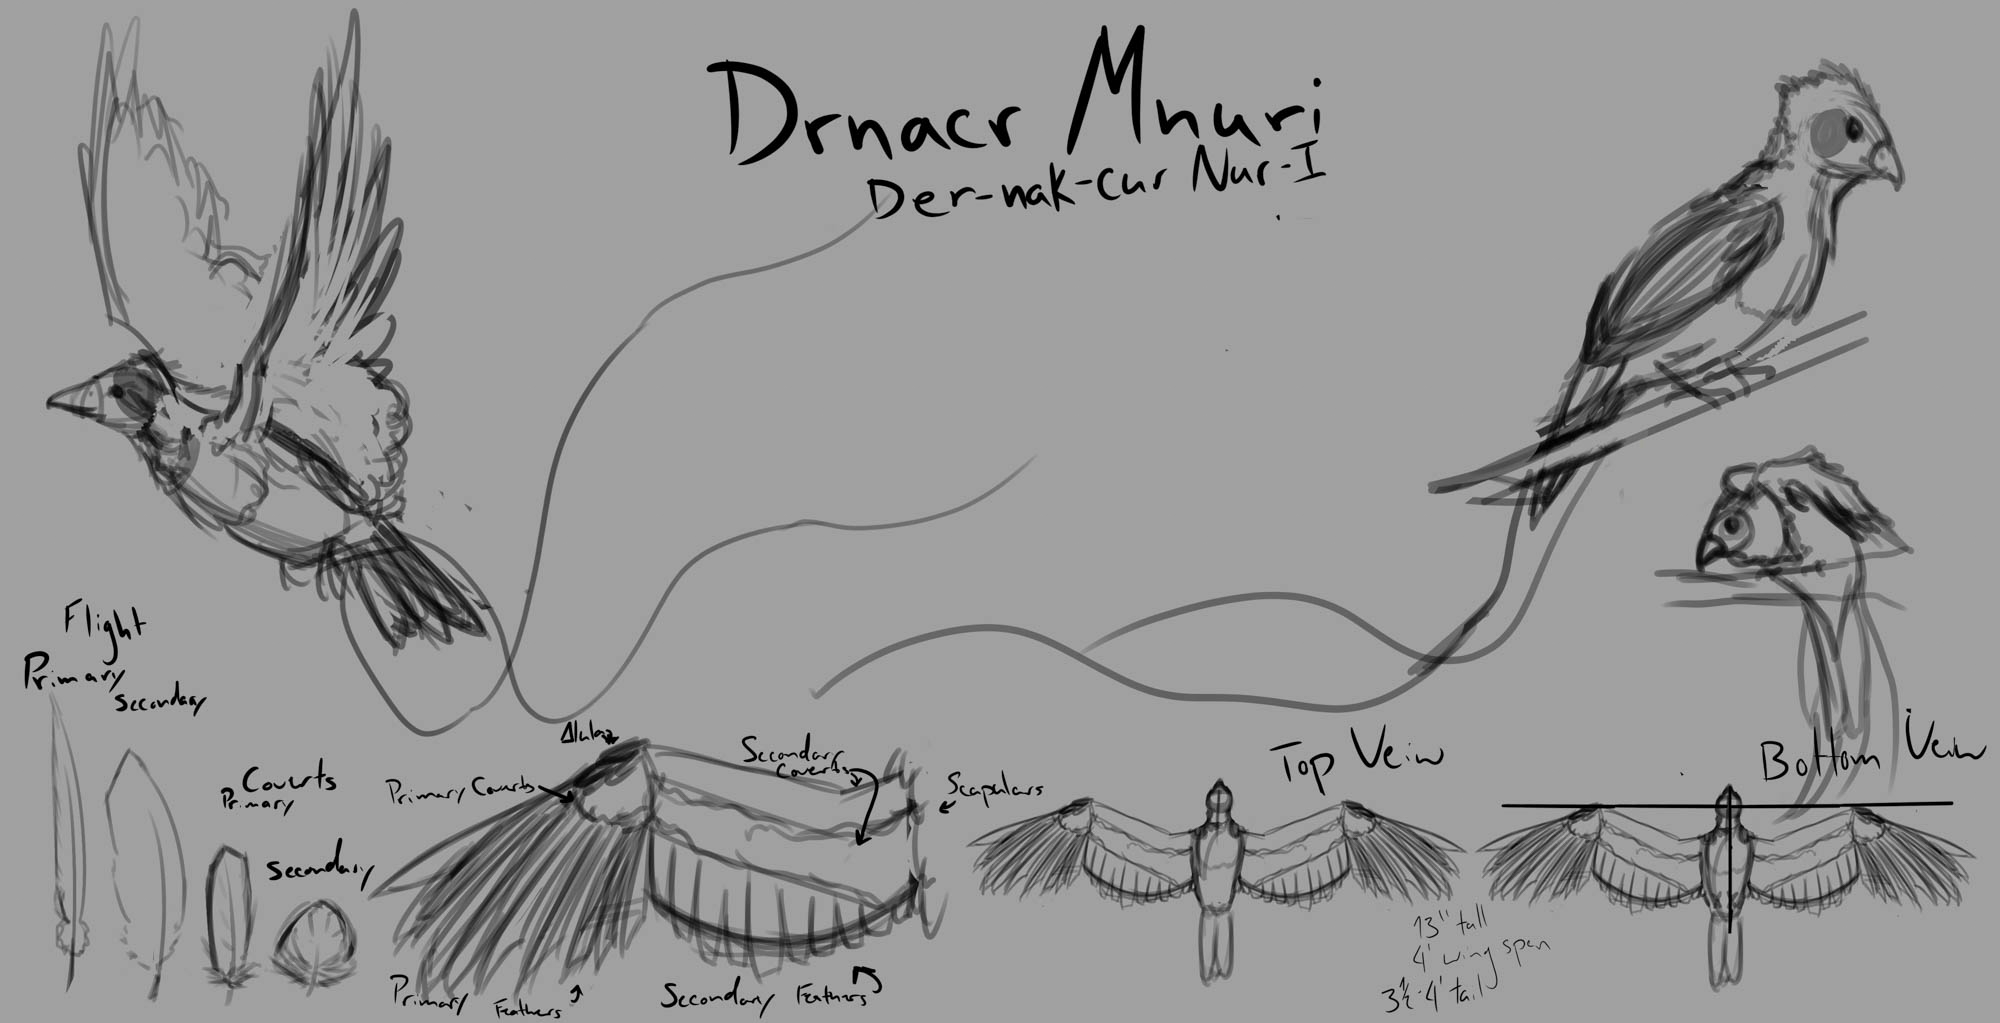 Drnacr Mnuri
Der-nak-cur Nur-I
Flight
Primary
Secondary
Coverts
Primary
Secondary
Alula
Primary Coverts
Secondary
Coverts
Scapulars
Primary
Feathers
Secondary Feathers
Top Veiw
Bottom Veiw
13" tall
4' wing span
3½-4' tail